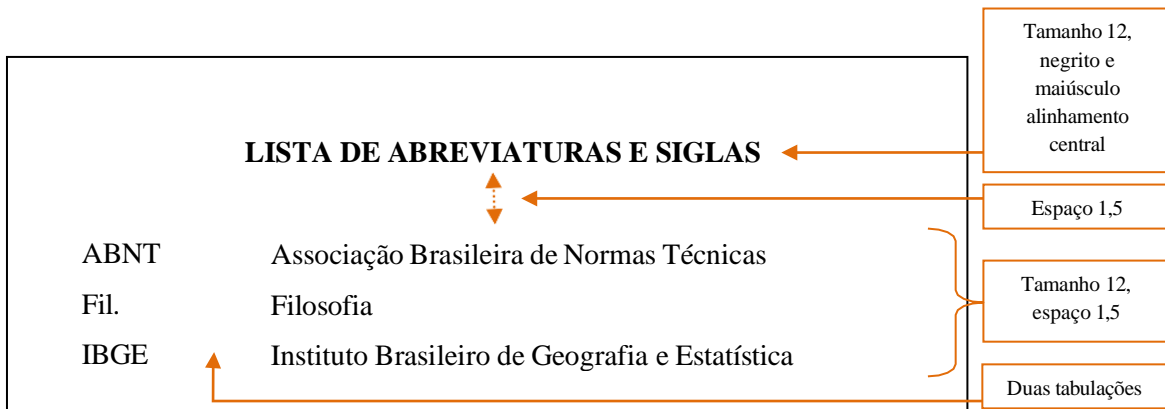 Tamanho 12,
negrito e
maiúsculo
alinhamento
central
LISTA DE ABREVIATURAS E SIGLAS
Espaço 1,5
ABNT Associação Brasileira de Normas Técnicas
Fil. Filosofia
IBGE Instituto Brasileiro de Geografia e Estatística
Tamanho 12,
espaço 1,5
Duas tabulações